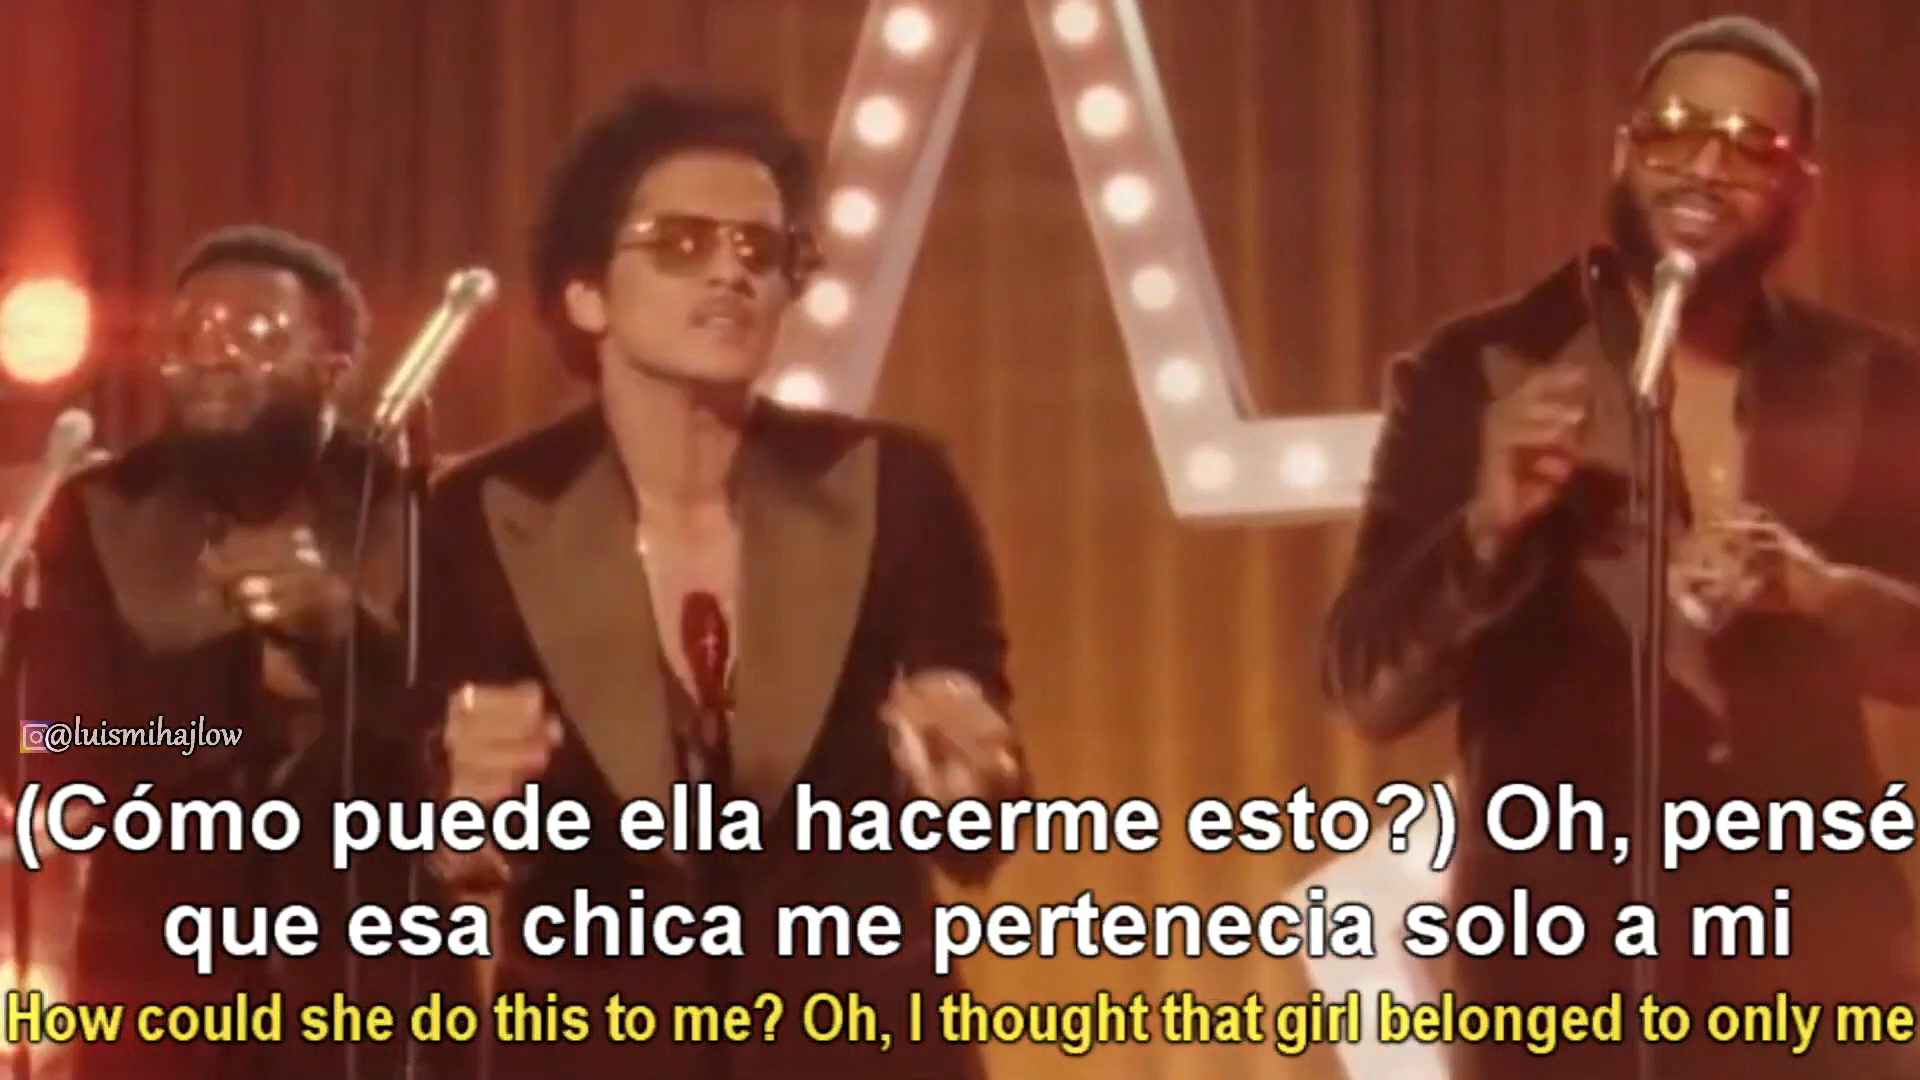 @luismihajlow
(Cómo puede ella hacerme esto?) Oh, pensé
que esa chica me pertenecia solo a mi
How could she do this to me? Oh, I thought that girl belonged to only me